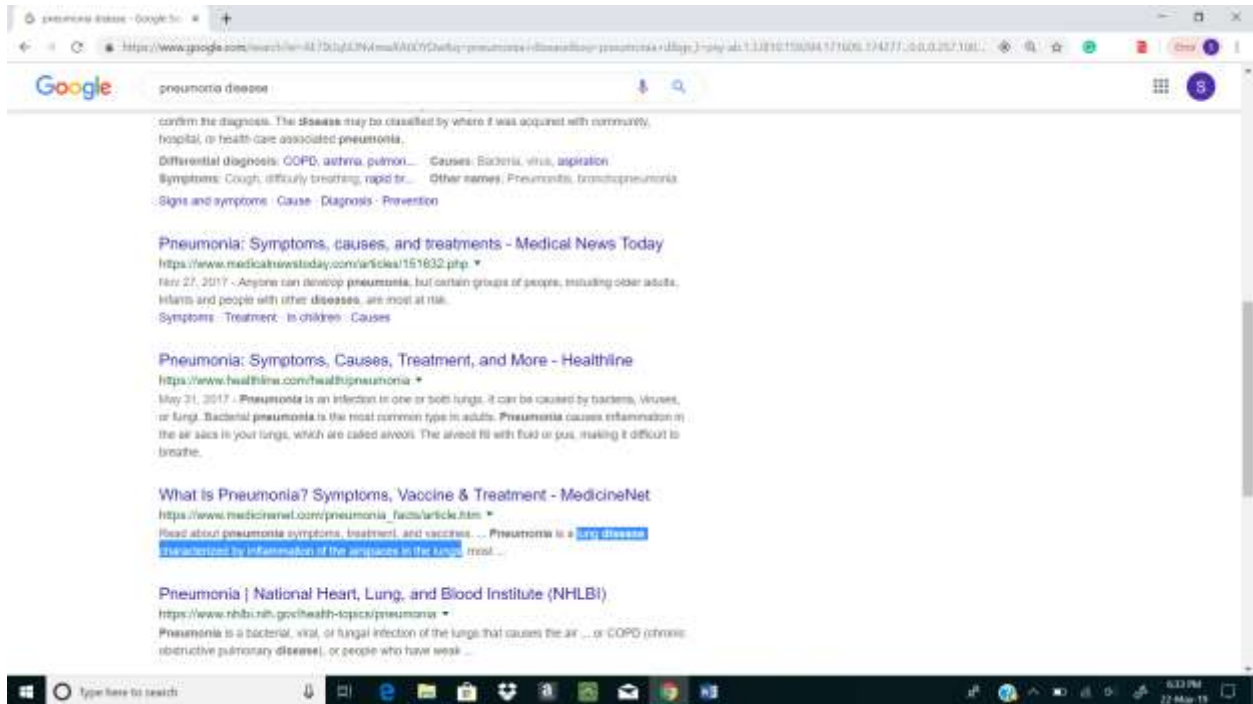 pneumonia disease - Google Se
Google
pneumonia disease
S
confirm the diagnosis. The disease may be classified by where it was acquired with community,
hospital, or health care associated pneumonia.
Differential diagnosis: COPD, asthma, pulmon... Causes: Bacteria, virus, aspiration
Symptoms: Cough, difficulty breathing, rapid br... Other names: Pneumonitis, bronchopneumonia
Signs and symptoms · Cause · Diagnosis · Prevention
Pneumonia: Symptoms, causes, and treatments - Medical News Today
https://www.medicalnewstoday.com/articles/151632.php
Nov 27, 2017 - Anyone can develop pneumonia, but certain groups of people, including older adults,
infants and people with other diseases, are most at risk.
Symptoms · Treatment · In children · Causes
Pneumonia: Symptoms, Causes, Treatment, and More - Healthline
https://www.healthline.com/health/pneumonia
May 31, 2017 - Pneumonia is an infection in one or both lungs. It can be caused by bacteria, viruses,
or fungi. Bacterial pneumonia is the most common type in adults. Pneumonia causes inflammation in
the air sacs in your lungs, which are called alveoli. The alveoli fill with fluid or pus, making it difficult to
breathe.
What Is Pneumonia? Symptoms, Vaccine & Treatment - MedicineNet
https://www.medicinenet.com/pneumonia_facts/article.htm
Read about pneumonia symptoms, treatment, and vaccines. ... Pneumonia is a lung disease
characterized by inflammation of the airspaces in the lungs, most ...
Pneumonia | National Heart, Lung, and Blood Institute (NHLBI)
https://www.nhlbi.nih.gov/health-topics/pneumonia
Pneumonia is a bacterial, viral, or fungal infection of the lungs that causes the air ... or COPD (chronic
obstructive pulmonary disease), or people who have weak ...
Type here to search
6:33 PM
22-May-19